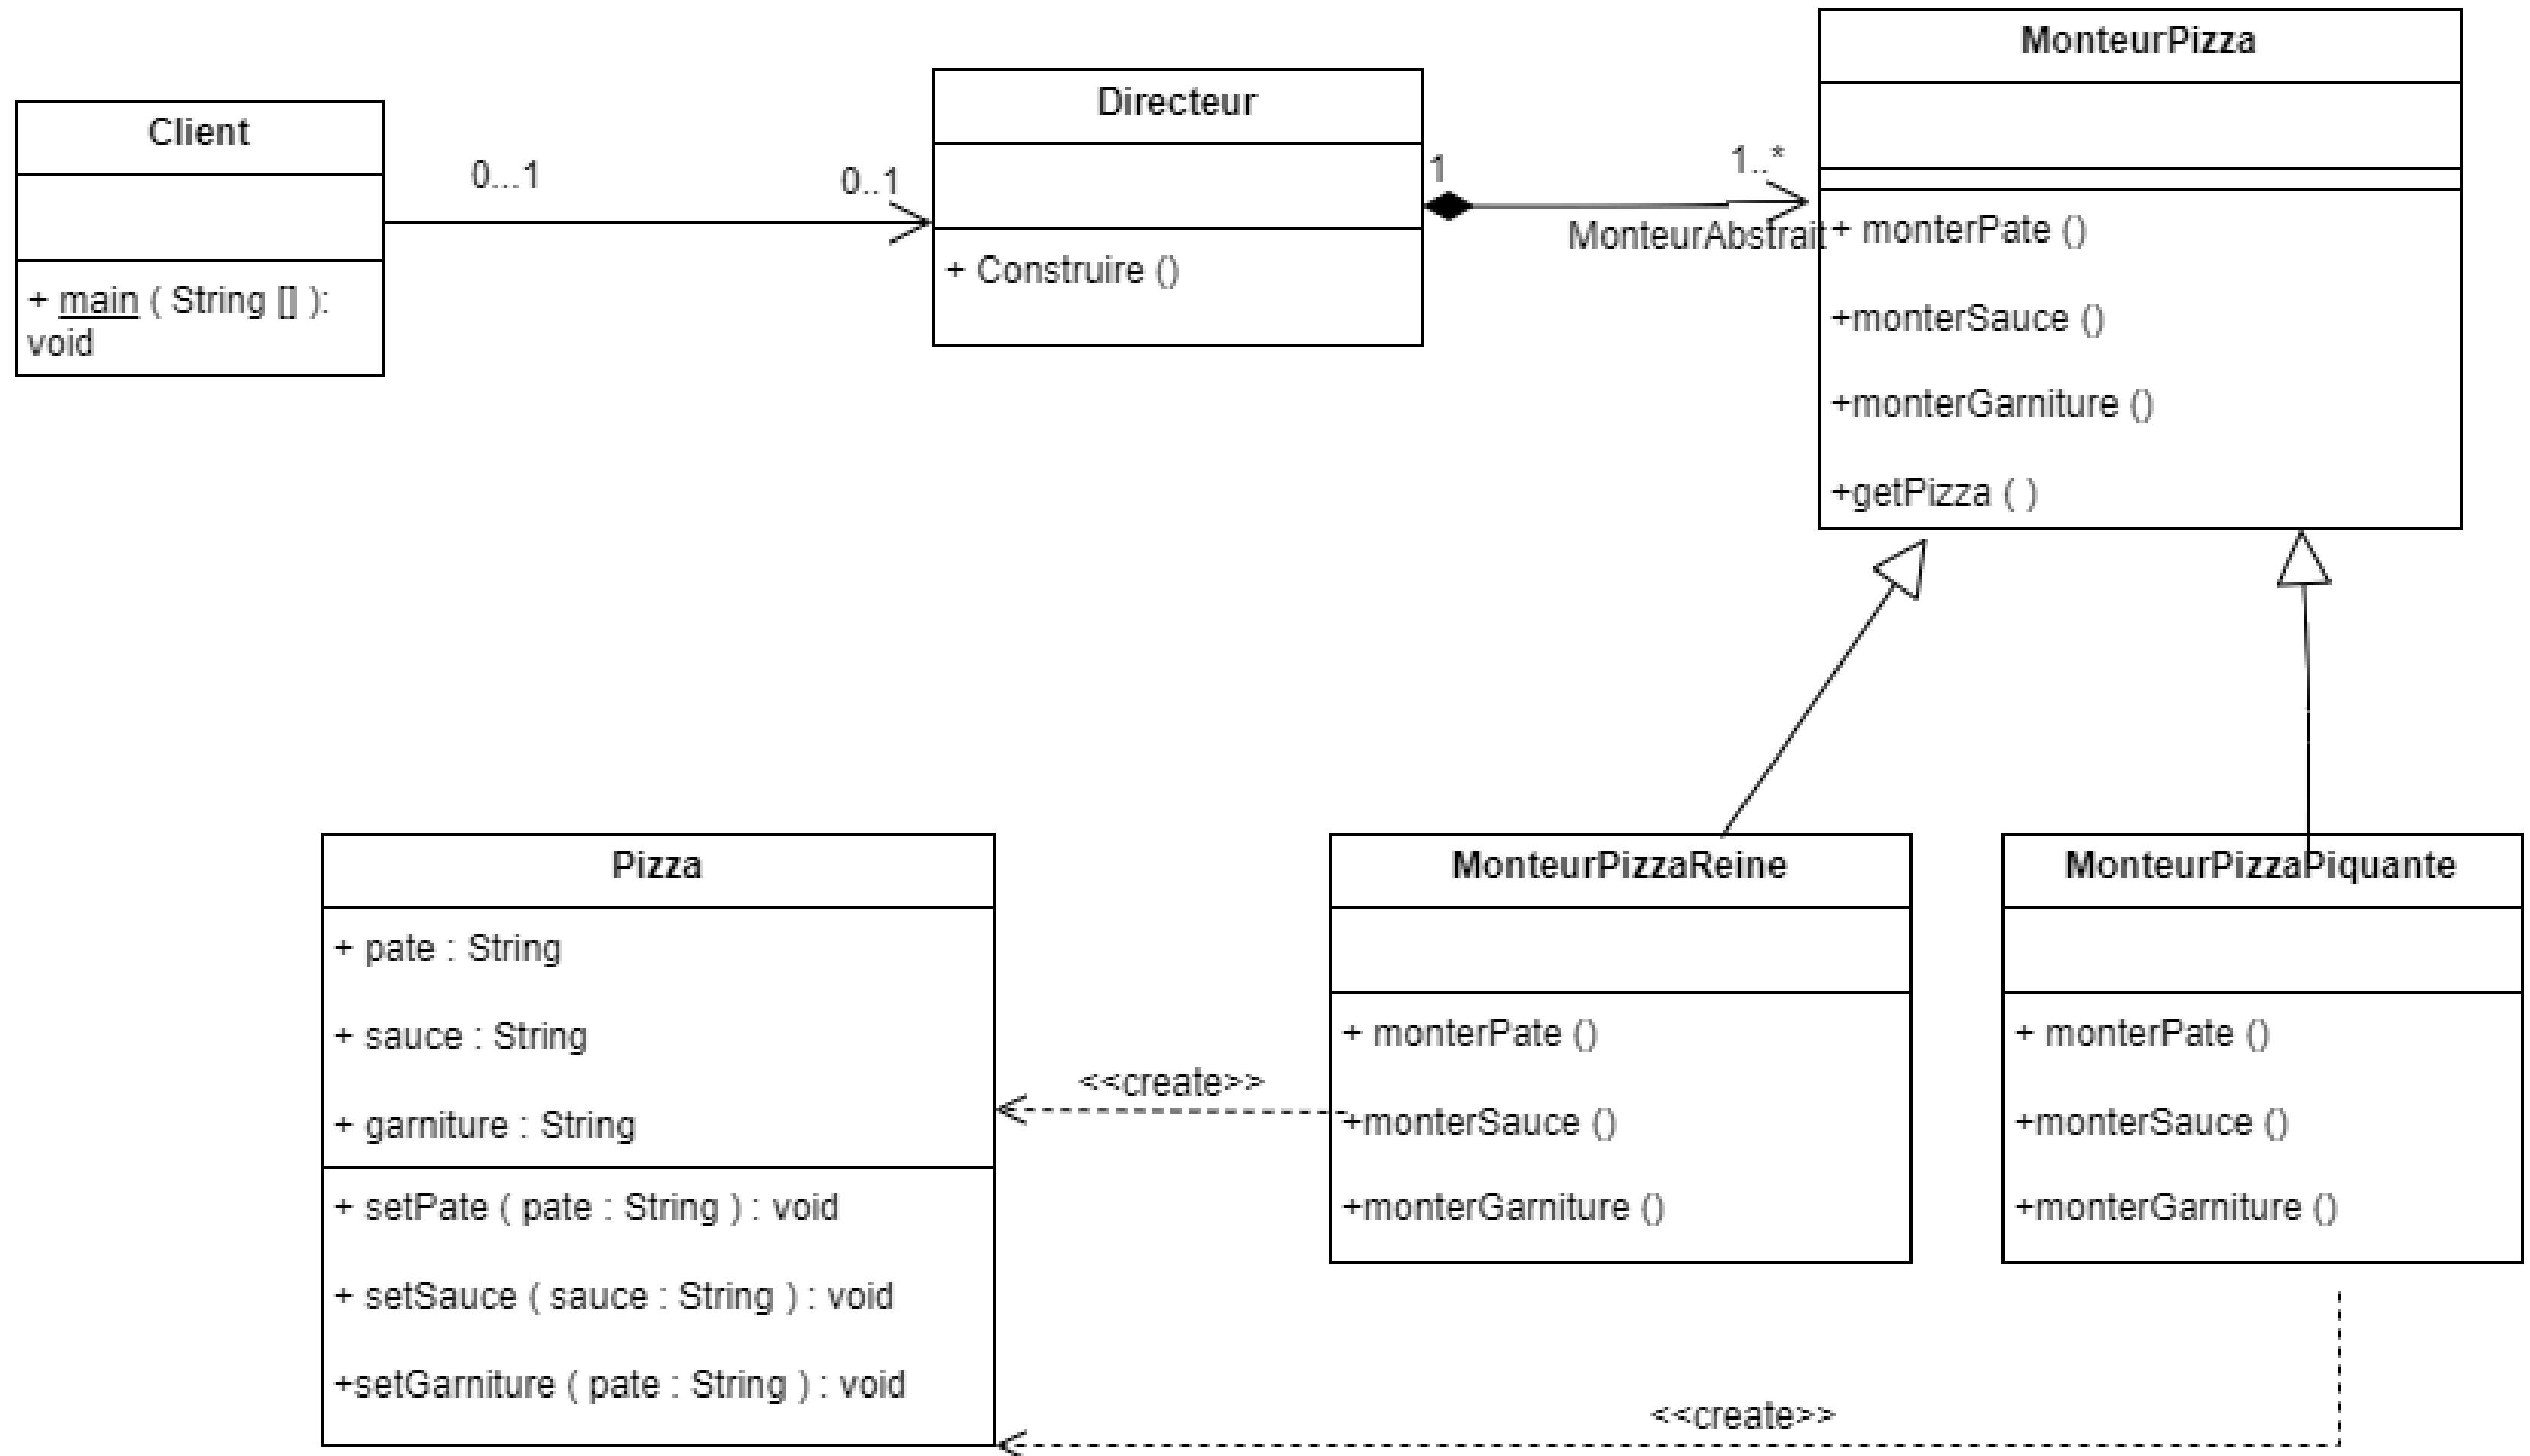 Client
+ main ( String [] ):
void
0...1
0..1
Directeur
+ Construire ()
1
1..*
MonteurAbstrait
MonteurPizza
+ monterPate ()
+monterSauce ()
+monterGarniture ()
+getPizza ( )
Pizza
+ pate : String
+ sauce : String
+ garniture : String
+ setPate ( pate : String ) : void
+ setSauce ( sauce : String ) : void
+setGarniture ( pate : String ) : void
<<create>>
MonteurPizzaReine
+ monterPate ()
+monterSauce ()
+monterGarniture ()
MonteurPizzaPiquante
+ monterPate ()
+monterSauce ()
+monterGarniture ()
<<create>>